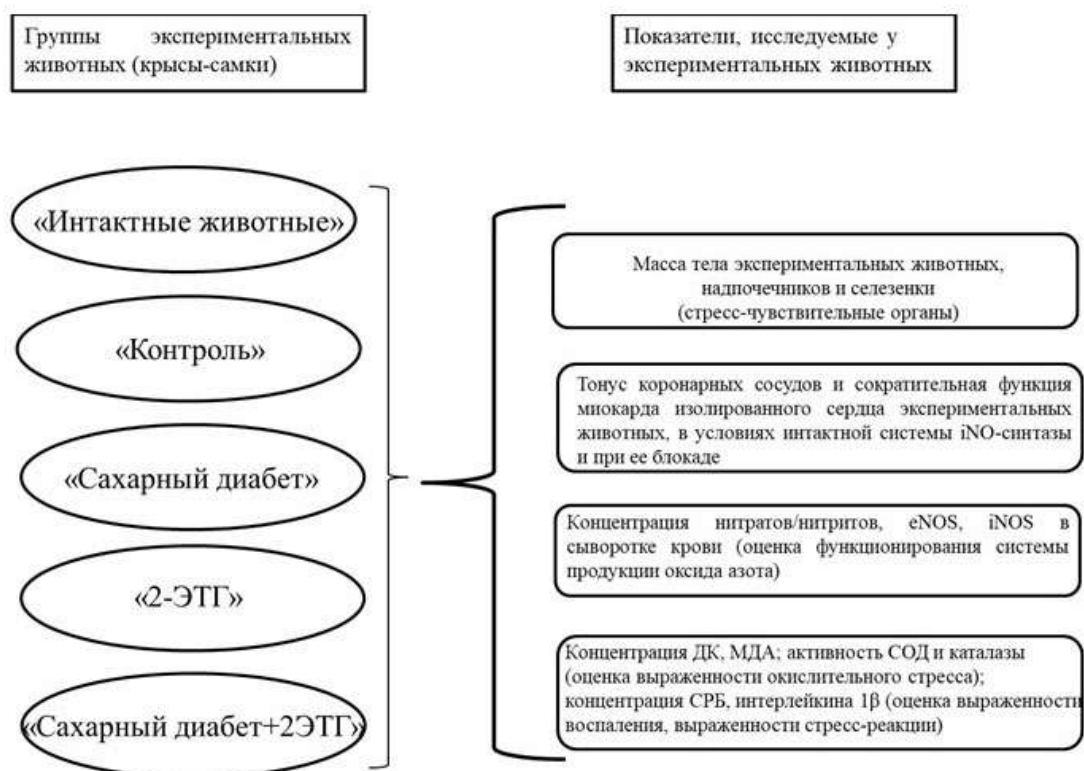 Группы экспериментальных
животных (крысы-самки)
Показатели, исследуемые у
экспериментальных животных
«Интактные животные»
«Контроль»
«Сахарный диабет»
«2-ЭТГ»
«Сахарный диабет+2ЭТГ»
Масса тела экспериментальных животных,
надпочечников и селезенки
(стресс-чувствительные органы)
Тонус коронарных сосудов и сократительная функция
миокарда изолированного сердца экспериментальных
животных, в условиях интактной системы iNO-синтазы
и при ее блокаде
Концентрация нитратов/нитритов, eNOS, iNOS в
сыворотке крови (оценка функционирования системы
продукции оксида азота)
Концентрация ДК, МДА; активность СОД и каталазы
(оценка выраженности окислительного стресса);
концентрация СРБ, интерлейкина 1β (оценка выраженности
воспаления, выраженности стресс-реакции)